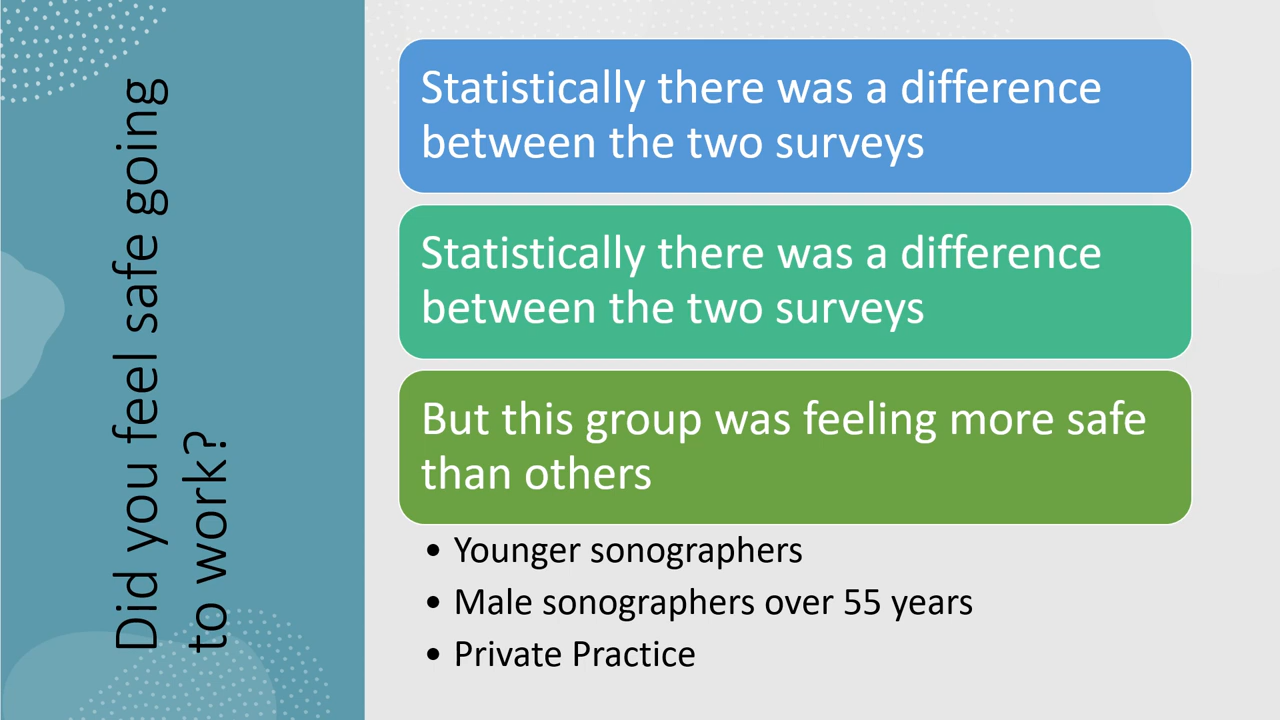 Did you feel safe going
to work?
Statistically there was a difference
between the two surveys
Statistically there was a difference
between the two surveys
But this group was feeling more safe
than others
• Younger sonographers
• Male sonographers over 55 years
• Private Practice